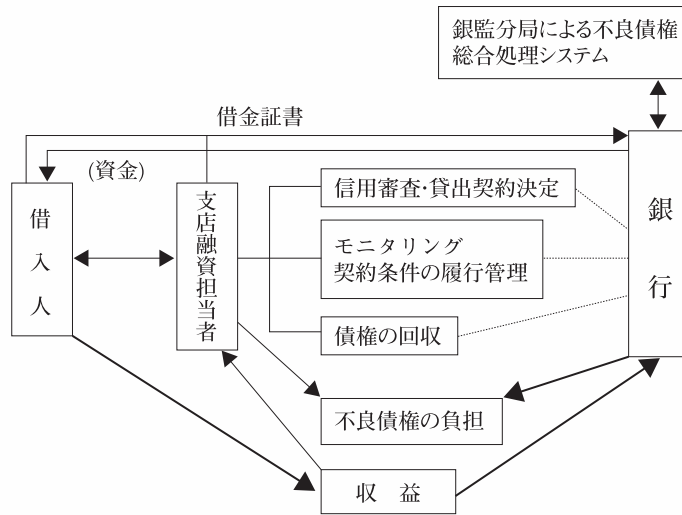 銀監分局による不良債権
総合処理システム
借金証書
(資金)
借入人
支店融資担当者
信用審査・貸出契約決定
モニタリング
契約条件の履行管理
債権の回収
銀行
不良債権の負担
収　益